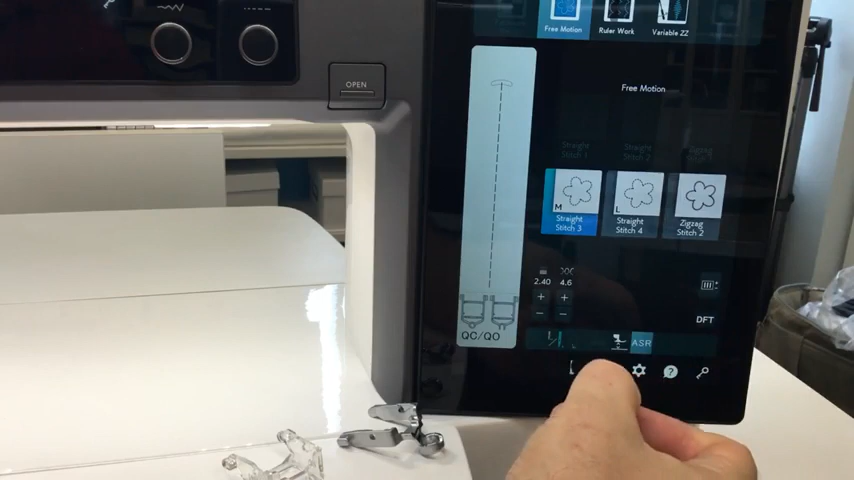 Free Motion
Ruler Work
Variable ZZ
OPEN
Free Motion
Straight
Stitch 1
Straight
Stitch 2
Zigzag
M
L
Straight
Stitch 3
Straight
Stitch 4
Zigzag
Stitch 2
2.40
4.6
+
+
−
−
DFT
QC/QO
ASR
?